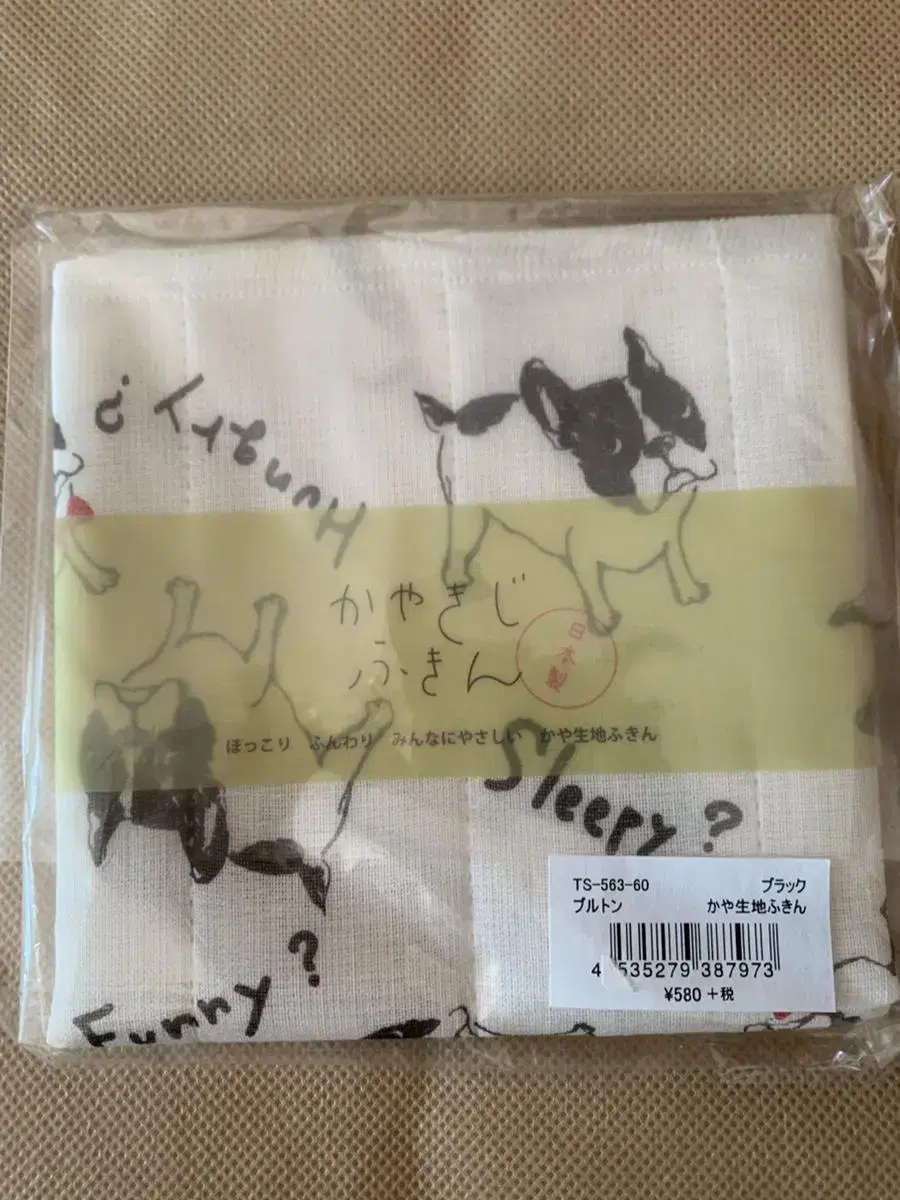 Hungry?
かやきじ
ふきん
日本製
ほっこり ふんわり みんなにやさしい かや生地ふきん
Sleepy?
Funny?
TS-563-60 ブラック
ブルトン かや生地ふきん
4 535279 387973
¥580 +税